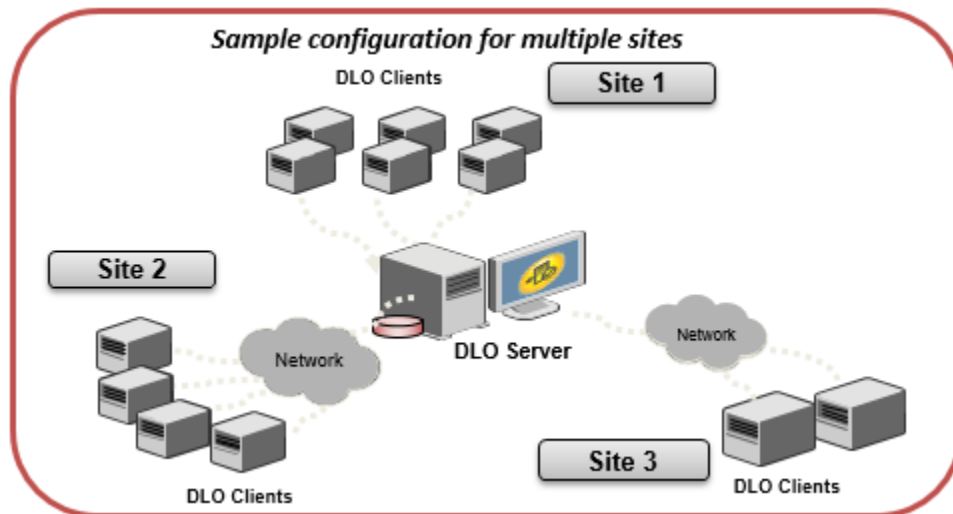 Sample configuration for multiple sites
DLO Clients
Site 1
Site 2
Network
DLO Server
Network
DLO Clients
Site 3
DLO Clients